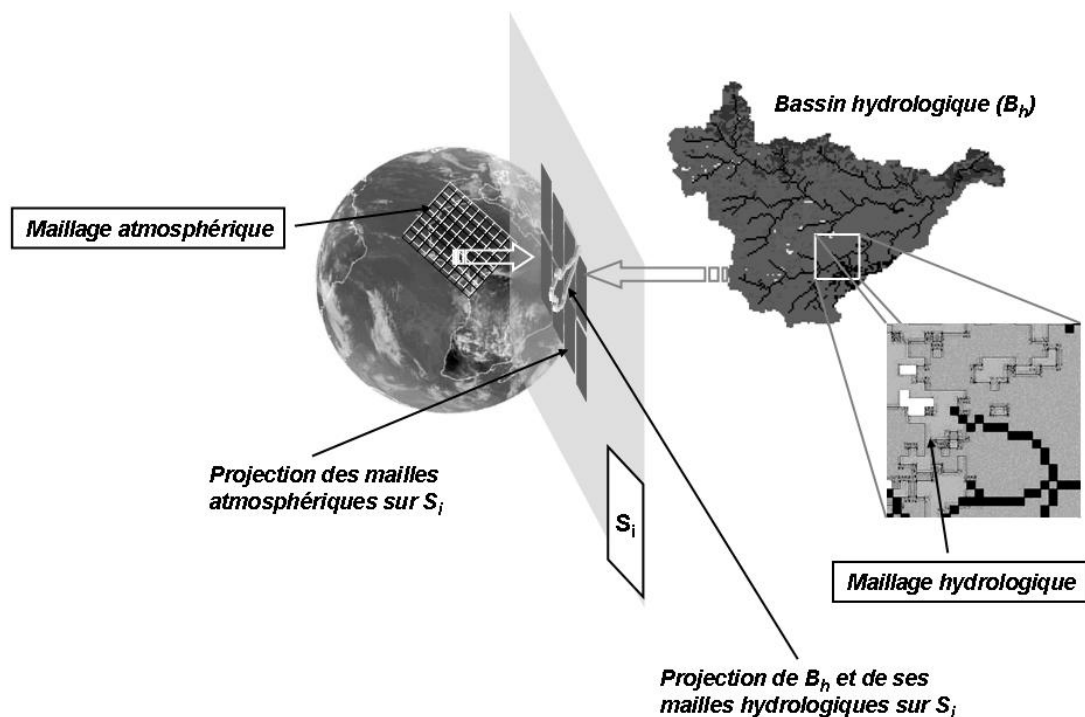 Bassin hydrologique (Bh)
Maillage atmosphérique
Projection des mailles
atmosphériques sur Si
Si
Maillage hydrologique
Projection de Bh et de ses
mailles hydrologiques sur Si